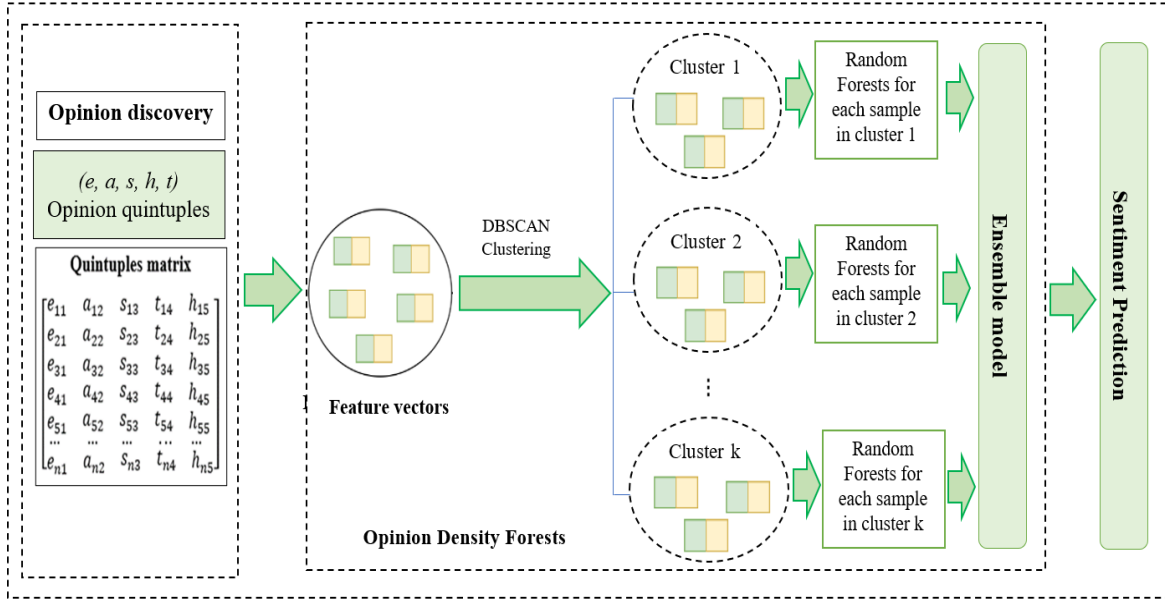 Opinion discovery
(e, a, s, h, t)
Opinion quintuples
Quintuples matrix
e11 a12 s13 t14 h15
e21 a22 s23 t24 h25
e31 a32 s33 t34 h35
e41 a42 s43 t44 h45
e51 a52 s53 t54 h55
... ... ... ... ...
en1 an2 sn3 tn4 hn5
Feature vectors
DBSCAN
Clustering
Opinion Density Forests
Cluster 1
Random
Forests for
each sample
in cluster 1
Cluster 2
Random
Forests for
each sample
in cluster 2
⋮
Cluster k
Random
Forests for
each sample
in cluster k
Ensemble model
Sentiment Prediction